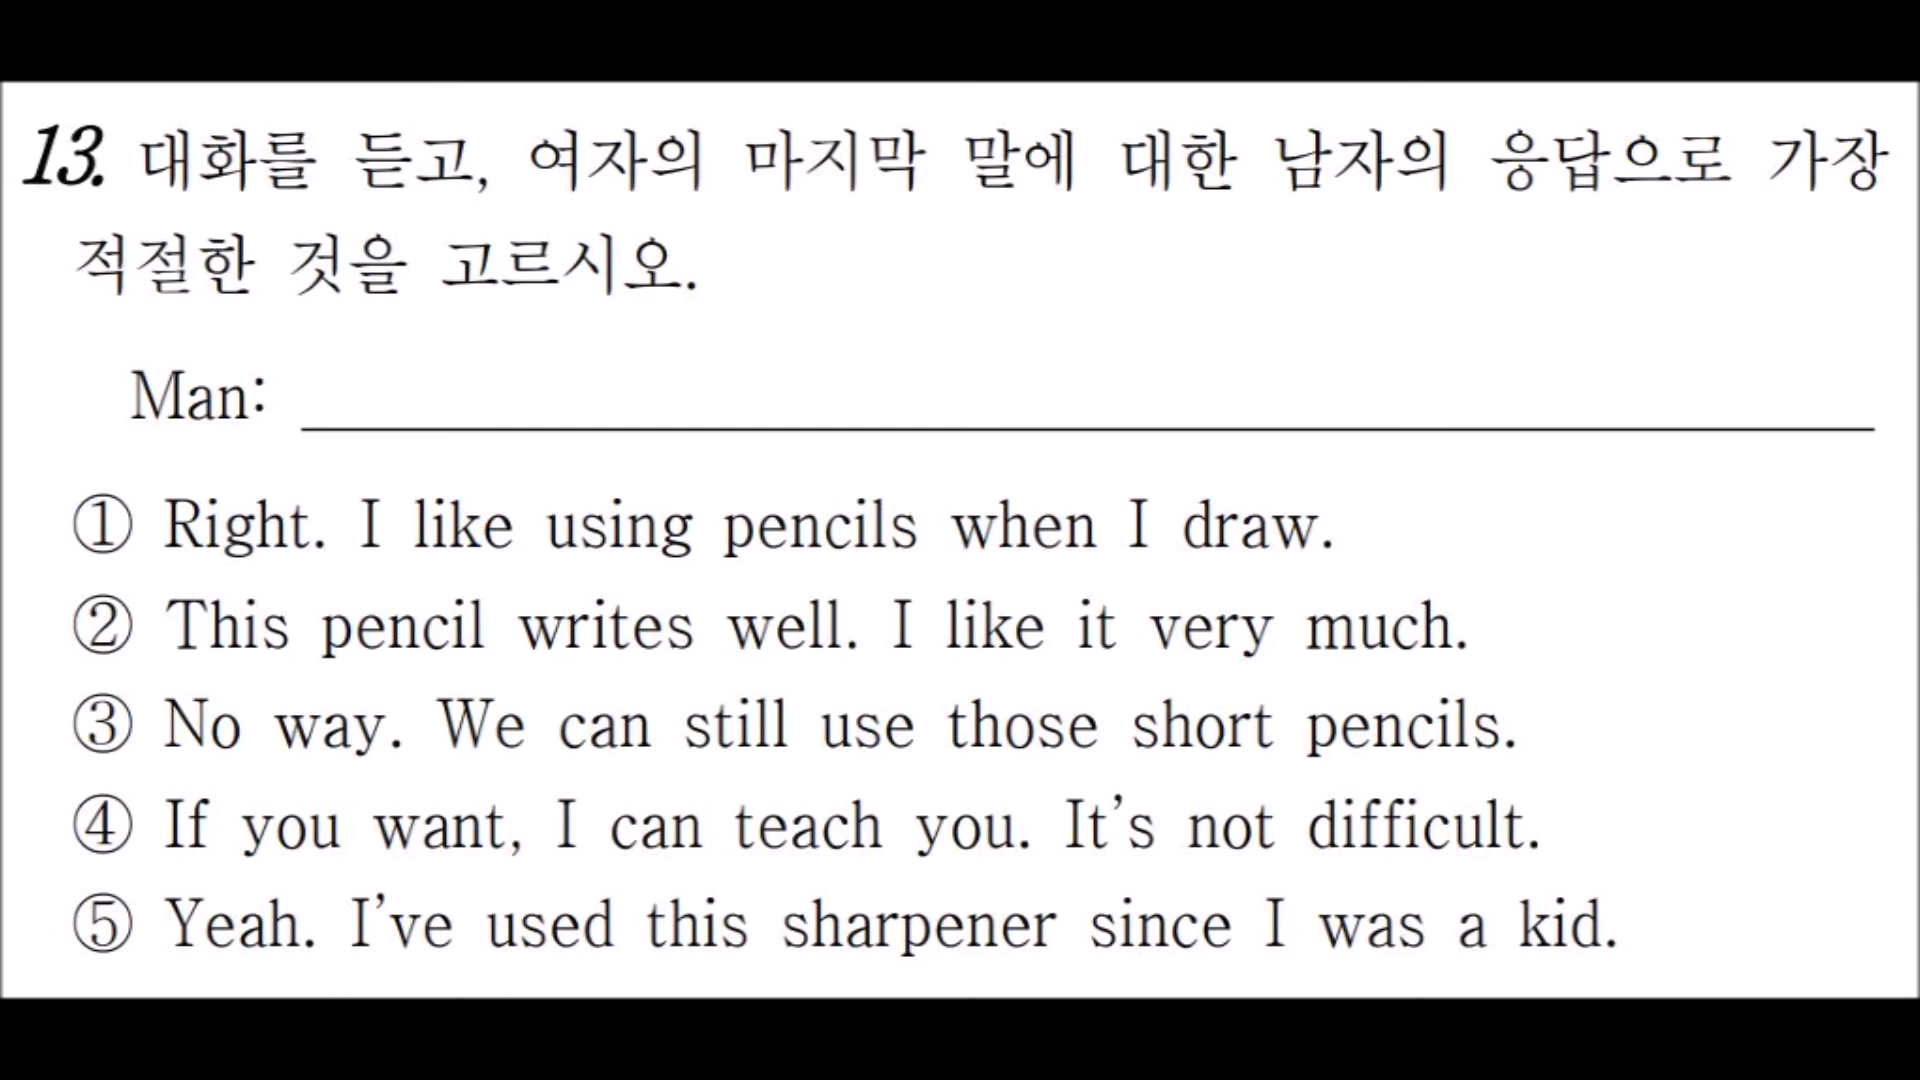 13. 대화를 듣고, 여자의 마지막 말에 대한 남자의 응답으로 가장
적절한 것을 고르시오.
Man:
① Right. I like using pencils when I draw.
② This pencil writes well. I like it very much.
③ No way. We can still use those short pencils.
④ If you want, I can teach you. It's not difficult.
⑤ Yeah. I've used this sharpener since I was a kid.